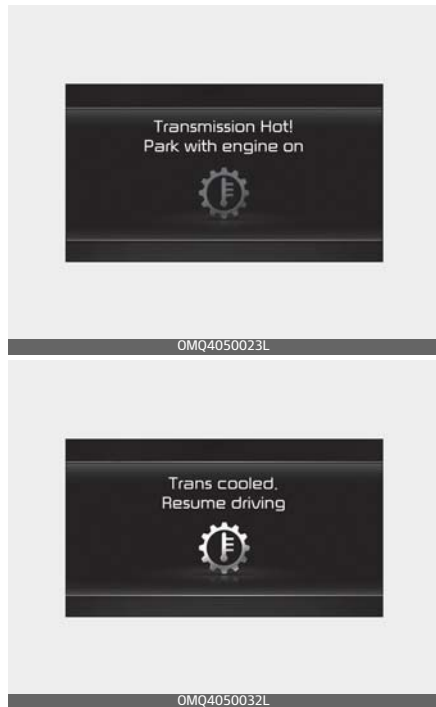 Transmission Hot!
Park with engine on
OMQ4050023L
Trans cooled,
Resume driving
OMQ4050032L